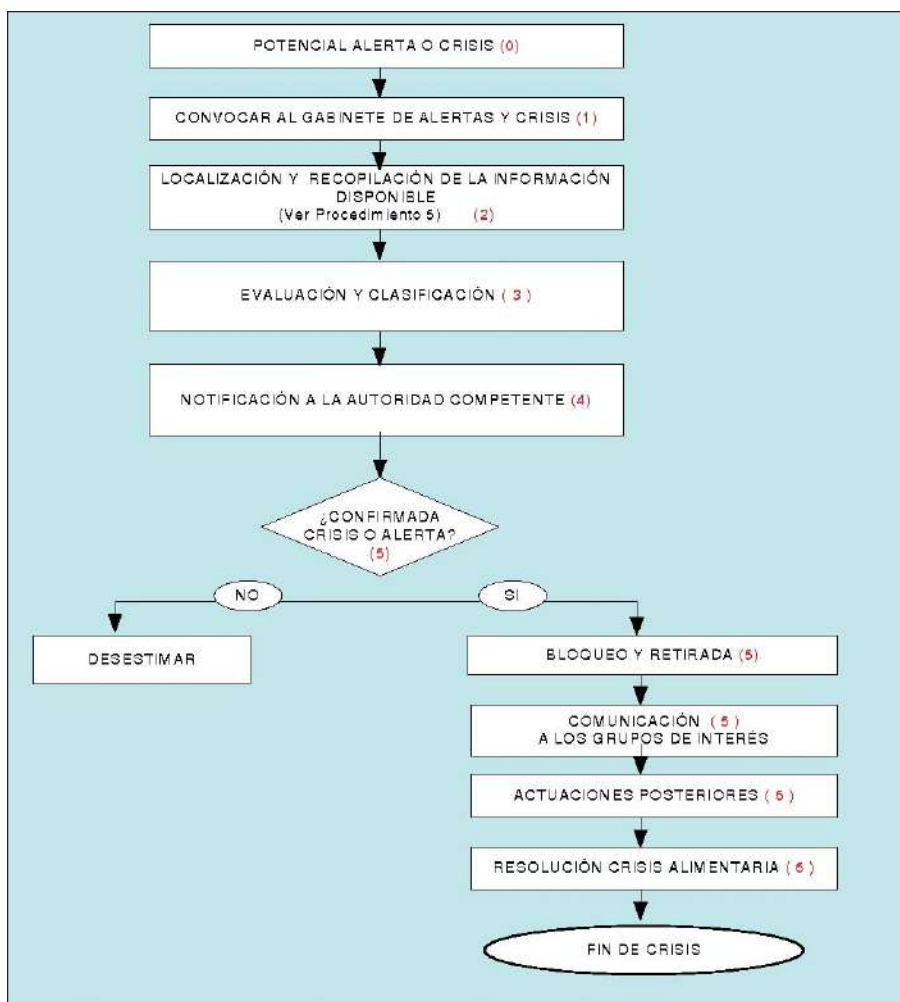 POTENCIAL ALERTA O CRISIS (0)
CONVOCAR AL GABINETE DE ALERTAS Y CRISIS (1)
LOCALIZACIÓN Y RECOPILACIÓN DE LA INFORMACIÓN
DISPONIBLE
(Ver Procedimiento 5) (2)
EVALUACIÓN Y CLASIFICACIÓN ( 3 )
NOTIFICACIÓN A LA AUTORIDAD COMPETENTE (4)
¿CONFIRMADA
CRISIS O ALERTA?
(5)
NO
SI
DESESTIMAR
BLOQUEO Y RETIRADA (5)
COMUNICACIÓN ( 5 )
A LOS GRUPOS DE INTERÉS
ACTUACIONES POSTERIORES ( 5 )
RESOLUCIÓN CRISIS ALIMENTARIA ( 6 )
FIN DE CRISIS